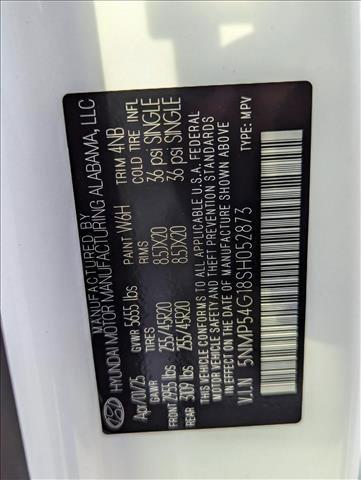 MANUFACTURED BY
HYUNDAI MOTOR MANUFACTURING ALABAMA, LLC
Apr/01/25 GVWR 5655 lbs PAINT W6H TRIM 4NB
GAWR TIRES RIMS COLD TIRE INFL
FRONT 2955 lbs 255/45R20 8.5JX20 36 psi SINGLE
REAR 3109 lbs 255/45R20 8.5JX20 36 psi SINGLE
THIS VEHICLE CONFORMS TO ALL APPLICABLE U.S.A. FEDERAL
MOTOR VEHICLE SAFETY AND THEFT PREVENTION STANDARDS
IN EFFECT ON THE DATE OF MANUFACTURE SHOWN ABOVE
V.I.N 5NMP54G18SH052873 TYPE: MPV